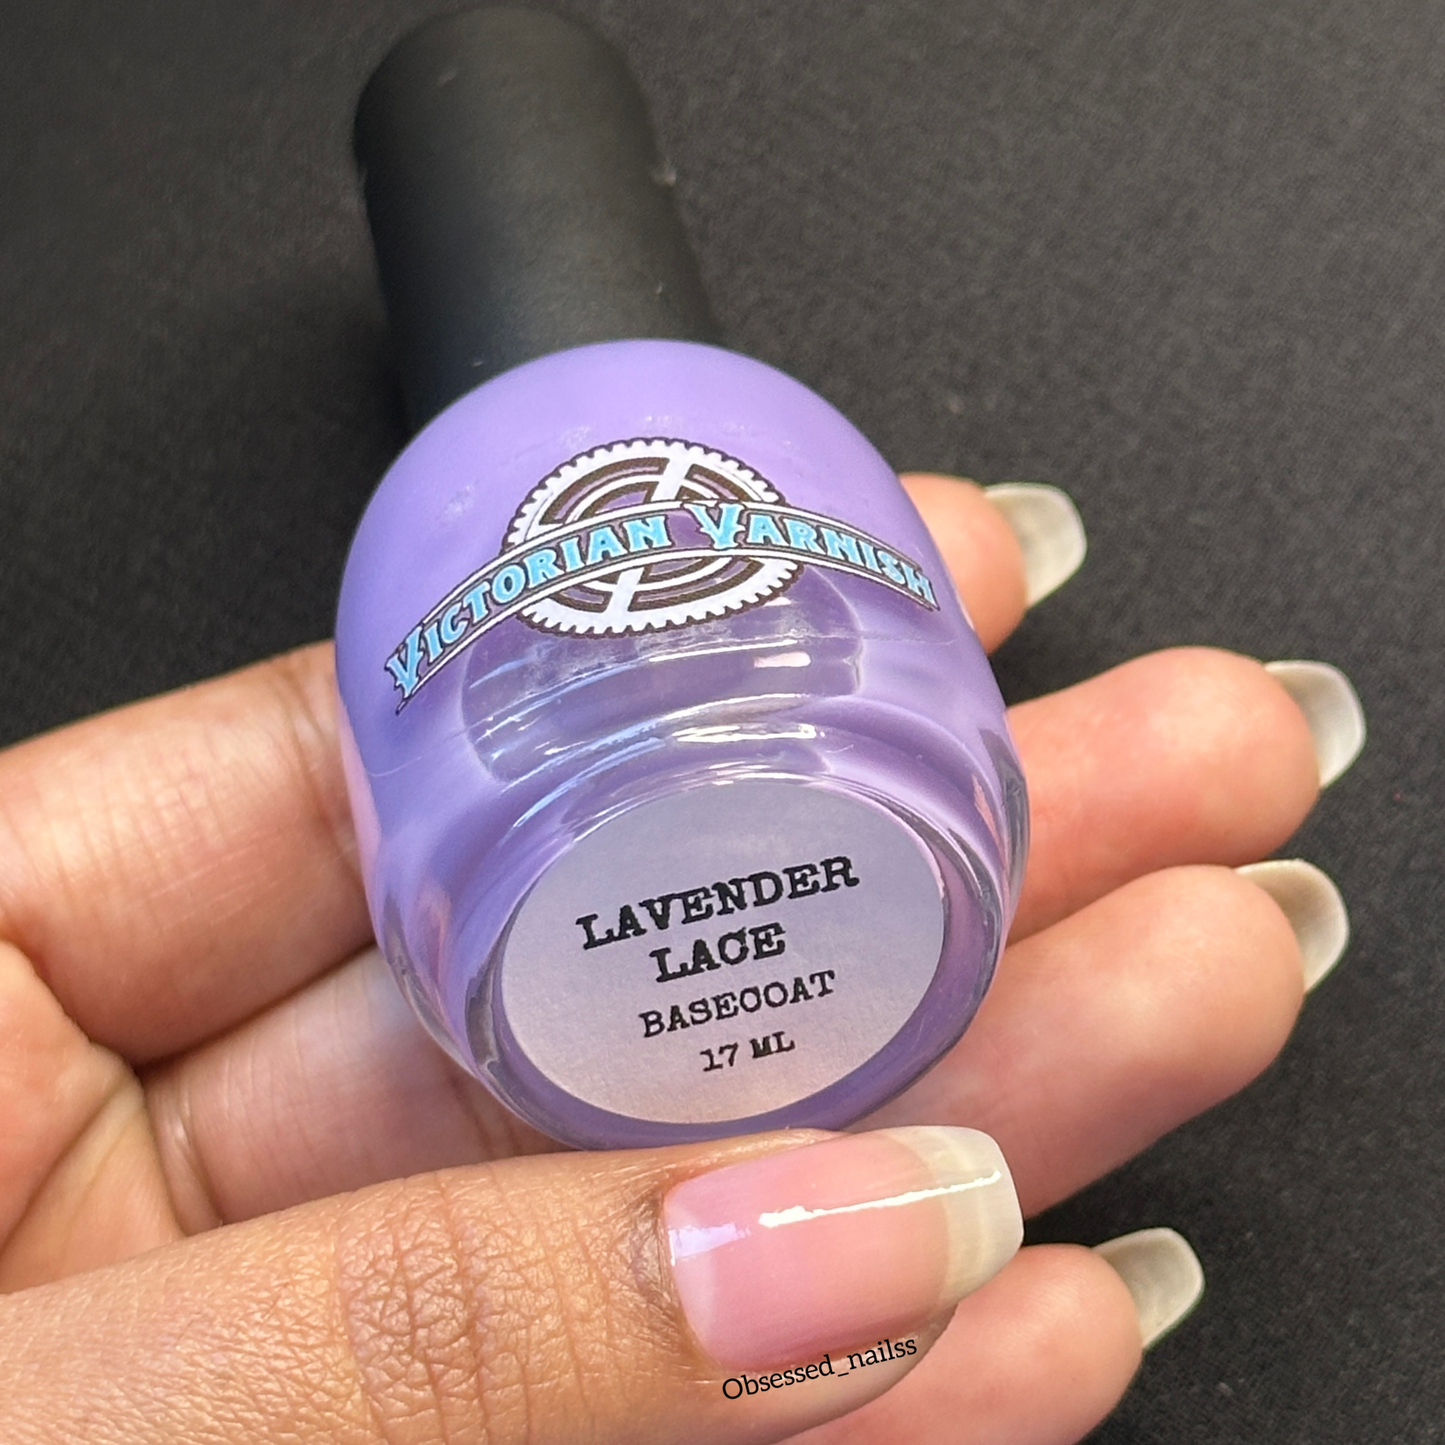 VICTORIAN VARNISH
LAVENDER
LACE
BASECOAT
17 ML
Obsessed_nailss